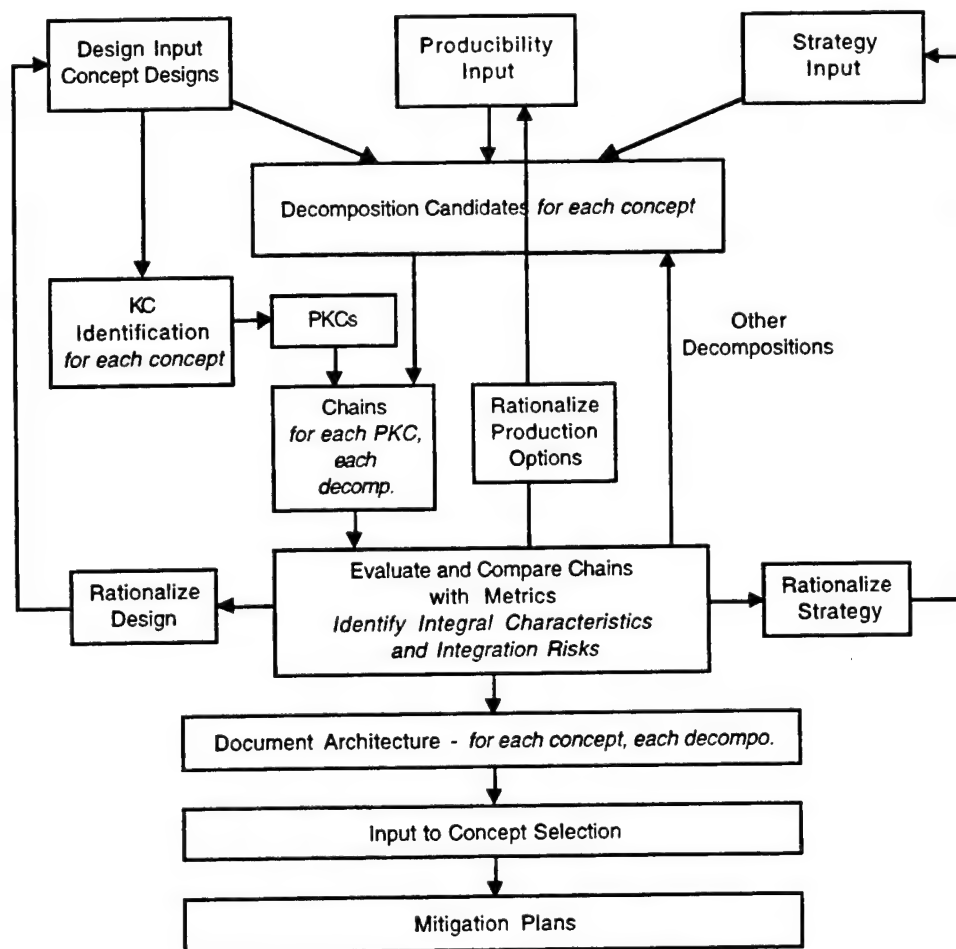 Design Input
Concept Designs
Producibility
Input
Strategy
Input
Decomposition Candidates for each concept
KC
Identification
for each concept
PKCs
Other
Decompositions
Chains
for each PKC,
each
decomp.
Rationalize
Production
Options
Evaluate and Compare Chains
with Metrics
Identify Integral Characteristics
and Integration Risks
Rationalize
Design
Rationalize
Strategy
Document Architecture - for each concept, each decompo.
Input to Concept Selection
Mitigation Plans